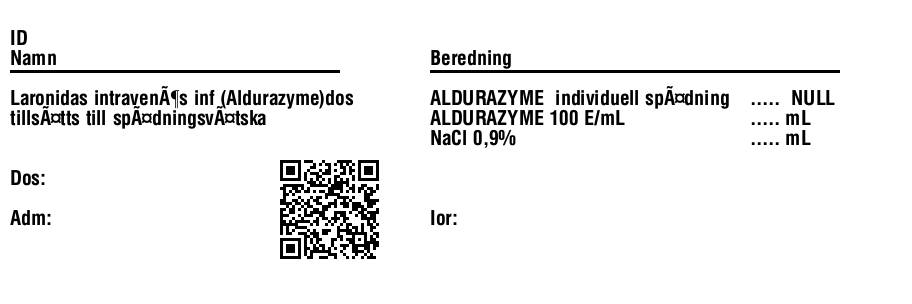 ID
Namn
Laronidas intravenÃ¶s inf (Aldurazyme)dos
tillsÃ¤tts till spÃ¤dningsvÃ¤tska
Dos:
Adm:
Beredning
ALDURAZYME  individuell spÃ¤dning ..... NULL
ALDURAZYME 100 E/mL ..... mL
NaCl 0,9% ..... mL
Ior: